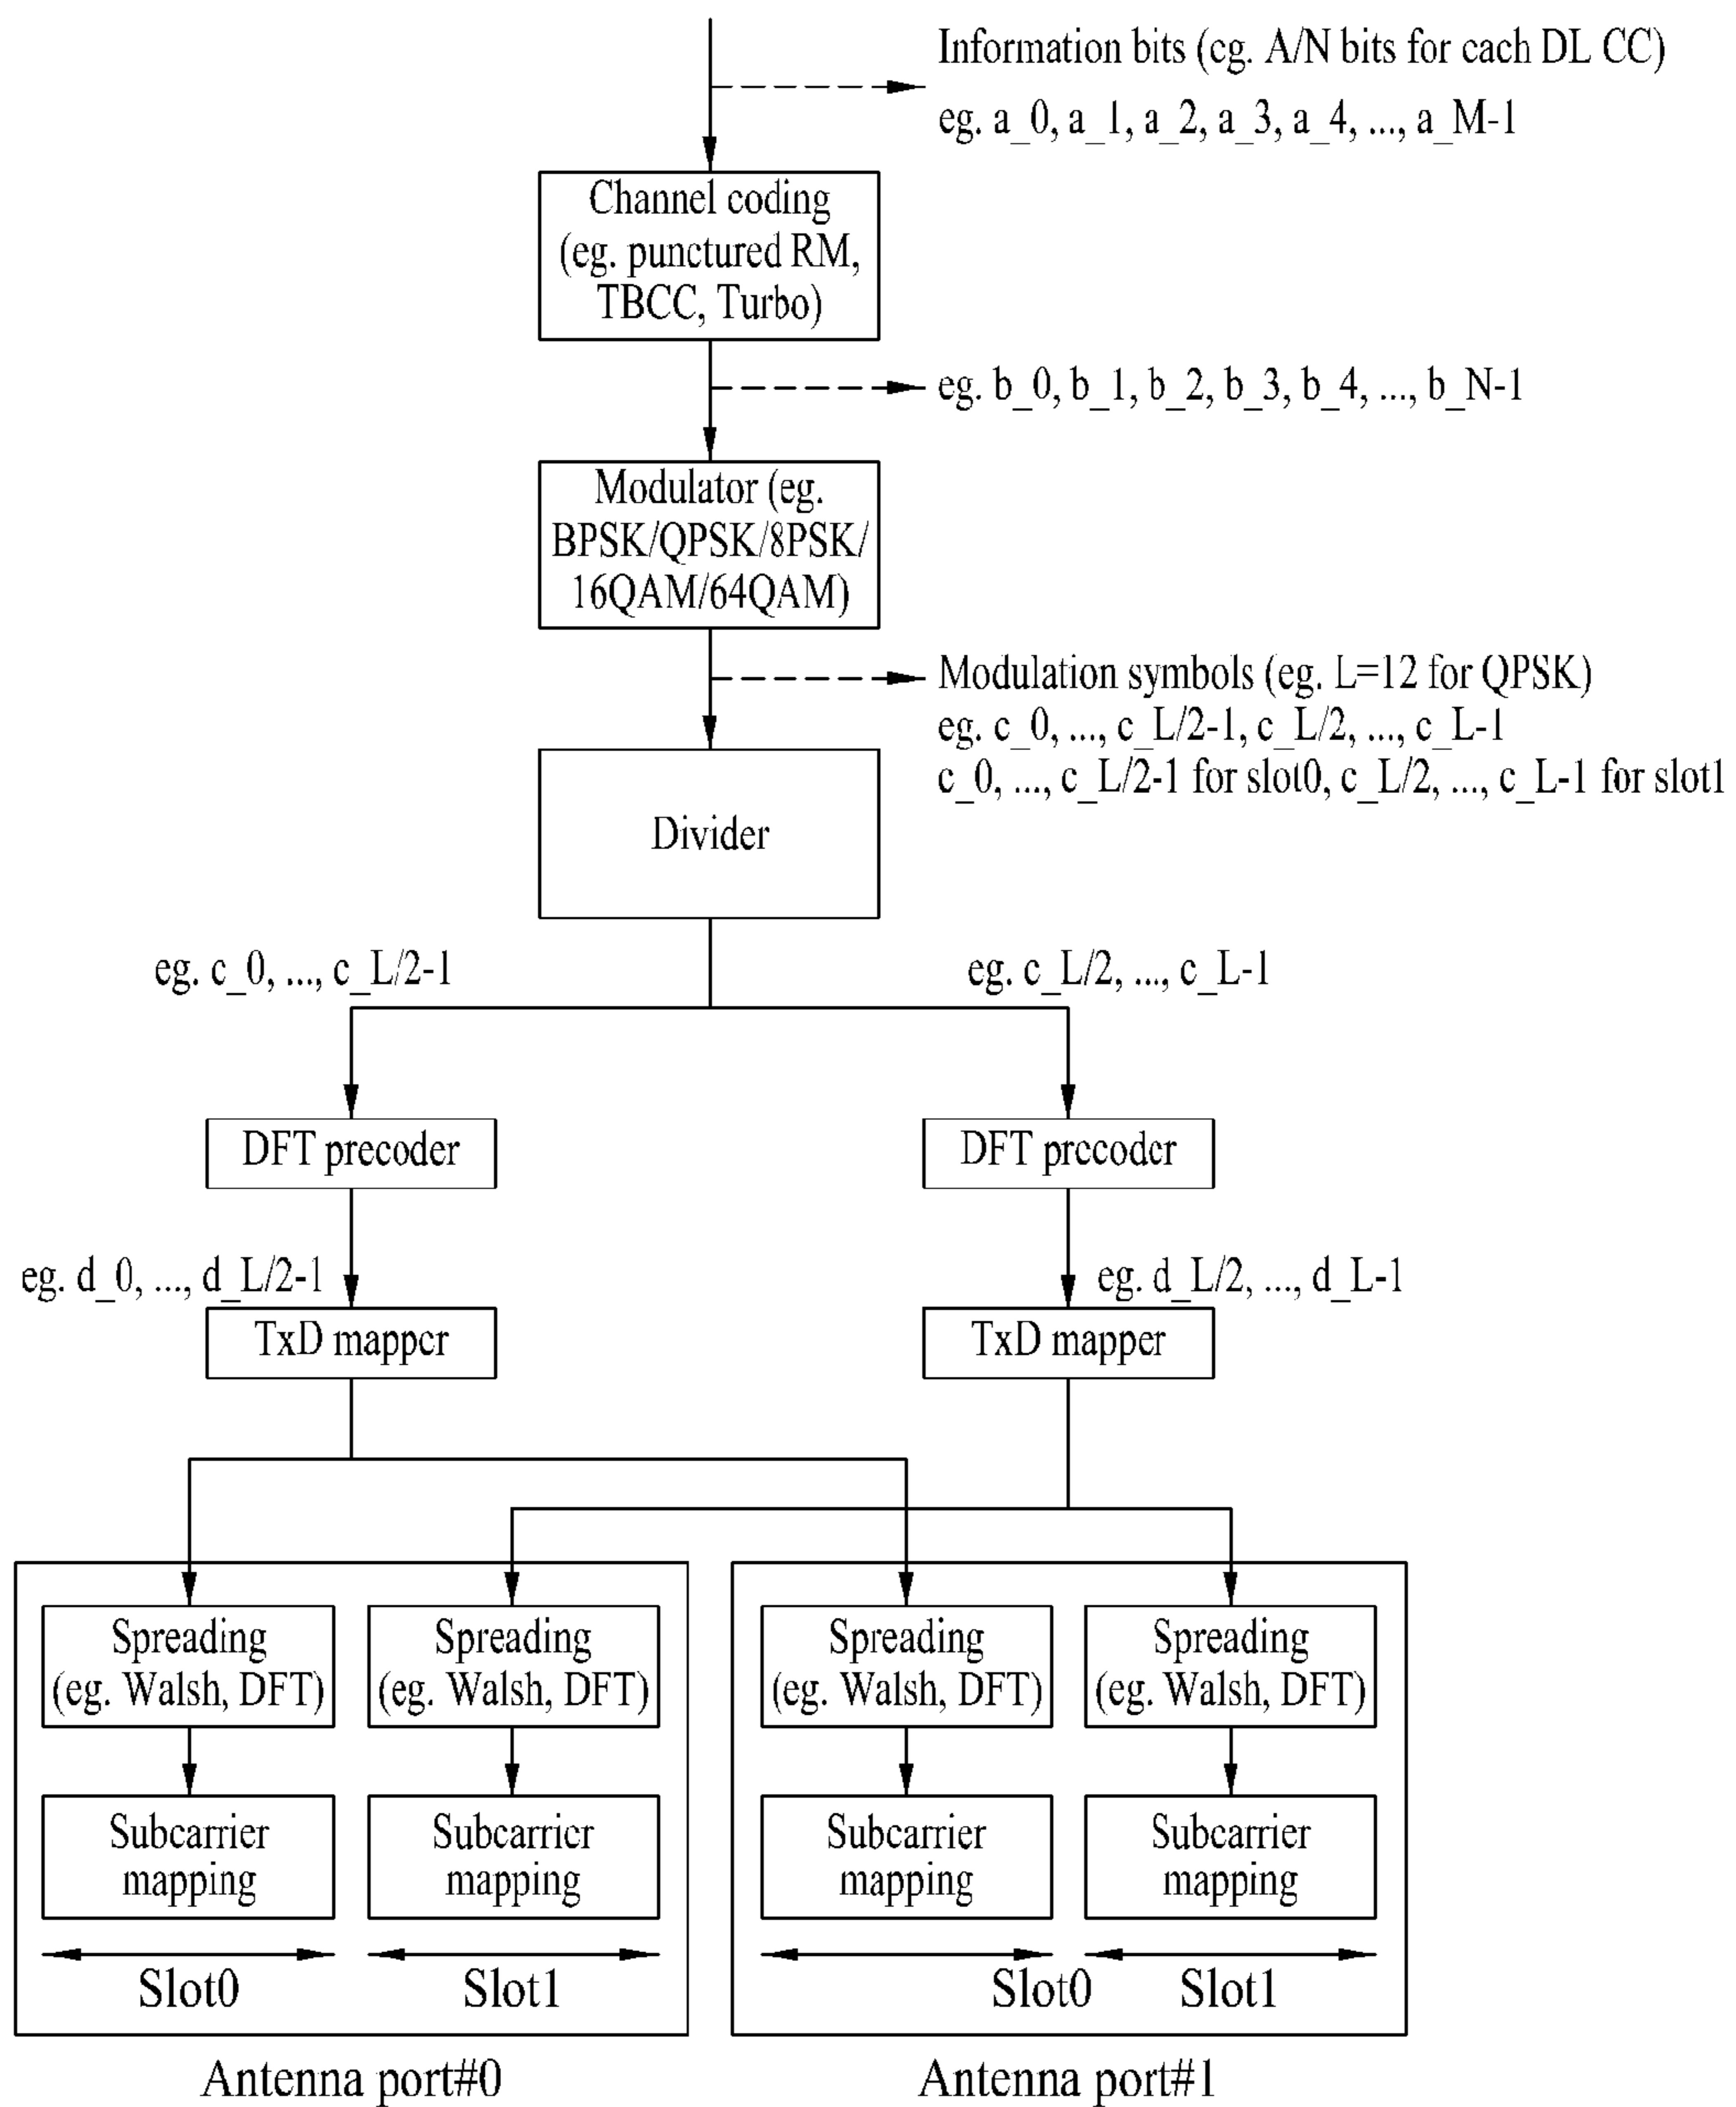 Information bits (cg. A/N bits for cach DL CC)
eg. a_0, a_1, a_2, a_3, a_4, ..., a_M-1
Channel coding
(eg. punctured RM,
TBCC, Turbo)
eg. b_0, b_1, b_2, b_3, b_4, ..., b_N-1
Modulator (eg.
BPSK/QPSK/8PSK/
16QAM/64QAM)
Modulation symbols (eg. L=12 for QPSK)
eg. c_0, ..., c_L/2-1, c_L/2, ..., c_L-1
c_0, ..., c_L/2-1 for slot0, c_L/2, ..., c_L-1 for slot1
Divider
eg. c_0, ..., c_L/2-1
eg. c_L/2, ..., c_L-1
DFT precoder
DFT precoder
eg. d_0, ..., d_L/2-1
eg. d_L/2, ..., d_L-1
TxD mapper
TxD mapper
Spreading
(eg. Walsh, DFT)
Spreading
(eg. Walsh, DFT)
Spreading
(eg. Walsh, DFT)
Spreading
(eg. Walsh, DFT)
Subcarrier
mapping
Subcarrier
mapping
Subcarrier
mapping
Subcarrier
mapping
Slot0
Slot1
Slot0
Slot1
Antenna port#0
Antenna port#1